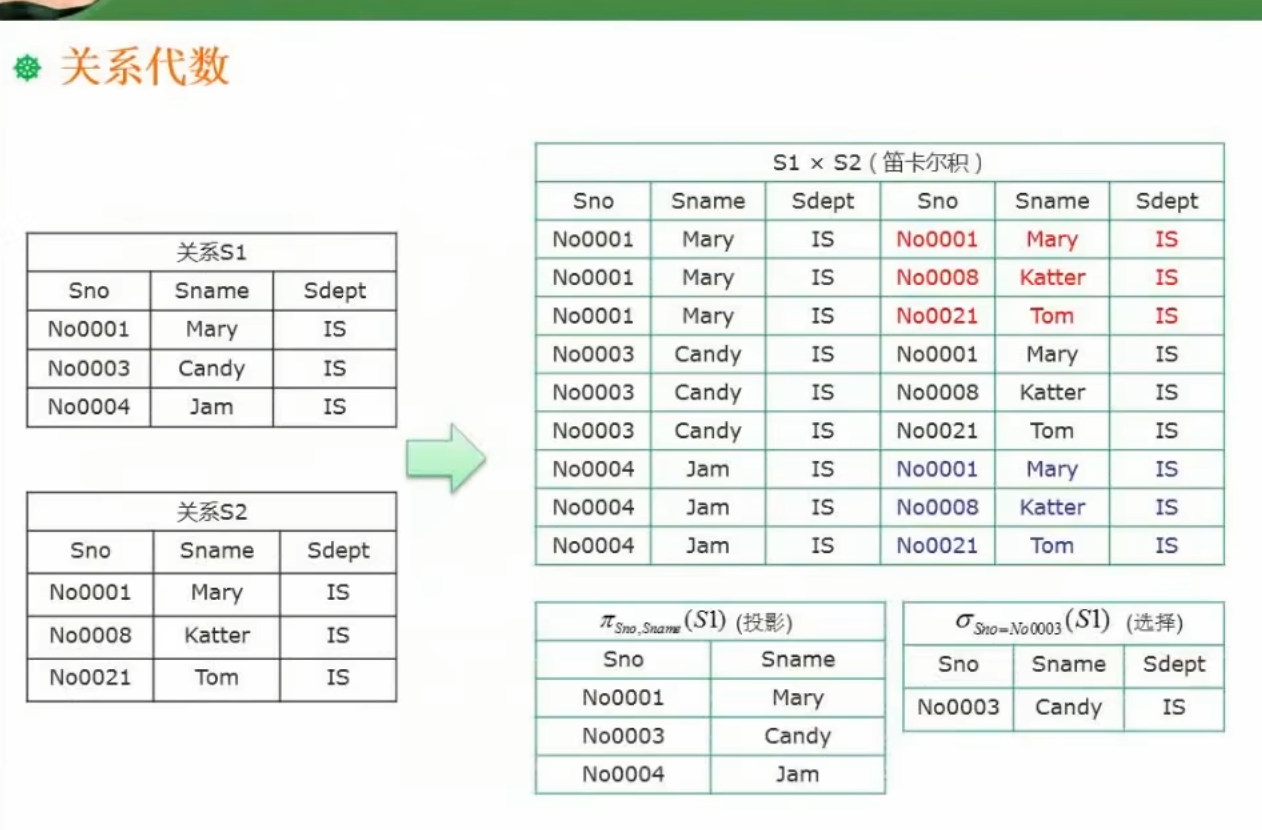 关系代数
关系S1
Sno Sname Sdept
No0001 Mary IS
No0003 Candy IS
No0004 Jam IS
关系S2
Sno Sname Sdept
No0001 Mary IS
No0008 Katter IS
No0021 Tom IS
S1 × S2 ( 笛卡尔积 )
Sno Sname Sdept Sno Sname Sdept
No0001 Mary IS No0001 Mary IS
No0001 Mary IS No0008 Katter IS
No0001 Mary IS No0021 Tom IS
No0003 Candy IS No0001 Mary IS
No0003 Candy IS No0008 Katter IS
No0003 Candy IS No0021 Tom IS
No0004 Jam IS No0001 Mary IS
No0004 Jam IS No0008 Katter IS
No0004 Jam IS No0021 Tom IS
π Sno,Sname (S1) (投影)
Sno Sname
No0001 Mary
No0003 Candy
No0004 Jam
σ Sno=No0003 (S1) (选择)
Sno Sname Sdept
No0003 Candy IS